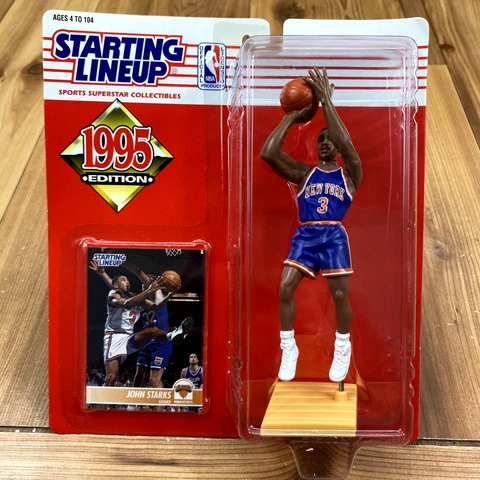 AGES 4 TO 104
STARTING
LINEUP®
SPORTS SUPERSTAR COLLECTIBLES
NBA
1995
•EDITION•
STARTING
LINEUP
JOHN STARKS
GUARD
NEW YORK
3